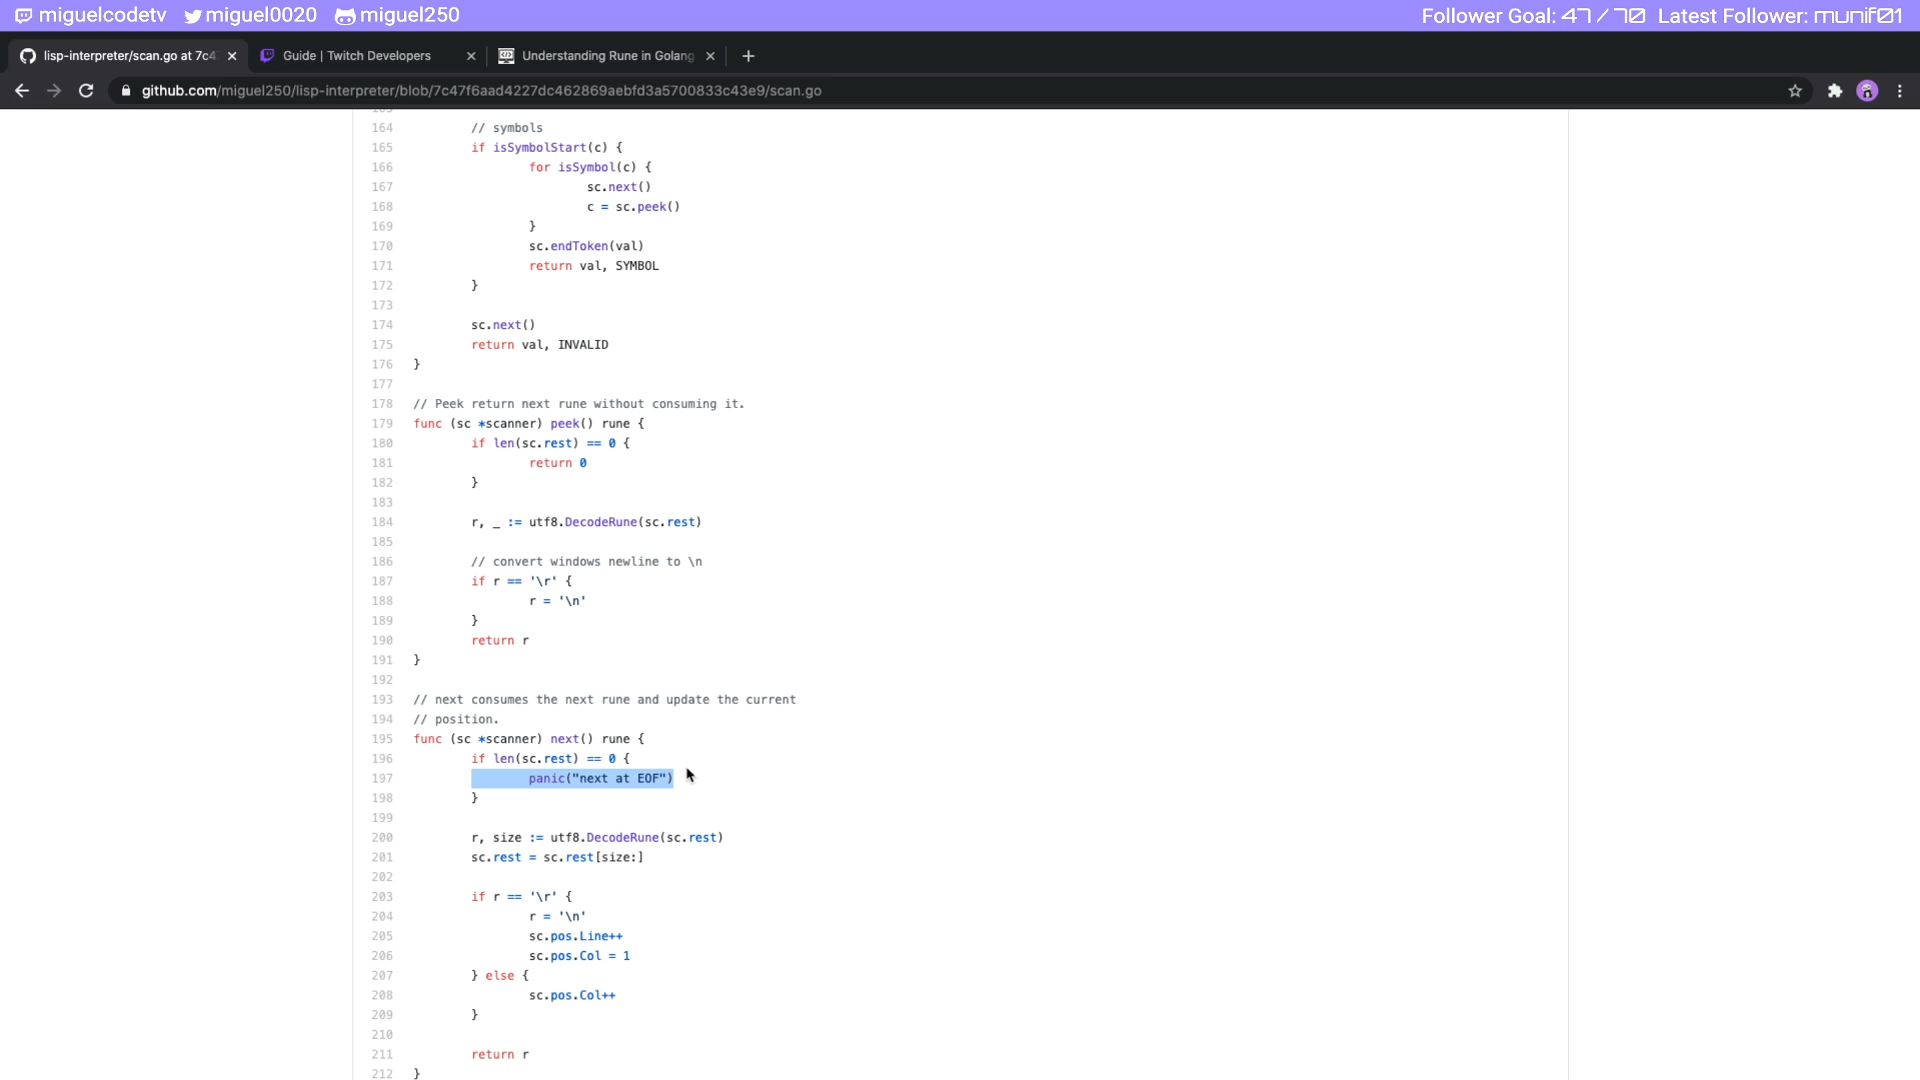 miguelcodetv miguel0020 miguel250 Follower Goal: 47 / 70 Latest Follower: munif01
lisp-interpreter/scan.go at 7c4 Guide | Twitch Developers Understanding Rune in Golang
github.com/miguel250/lisp-interpreter/blob/7c47f6aad4227dc462869aebfd3a5700833c43e9/scan.go
164 // symbols
165 if isSymbolStart(c) {
166 for isSymbol(c) {
167 sc.next()
168 c = sc.peek()
169 }
170 sc.endToken(val)
171 return val, SYMBOL
172 }
173
174 sc.next()
175 return val, INVALID
176 }
177
178 // Peek return next rune without consuming it.
179 func (sc *scanner) peek() rune {
180 if len(sc.rest) == 0 {
181 return 0
182 }
183
184 r, _ := utf8.DecodeRune(sc.rest)
185
186 // convert windows newline to \n
187 if r == '\r' {
188 r = '\n'
189 }
190 return r
191 }
192
193 // next consumes the next rune and update the current
194 // position.
195 func (sc *scanner) next() rune {
196 if len(sc.rest) == 0 {
197 panic("next at EOF")
198 }
199
200 r, size := utf8.DecodeRune(sc.rest)
201 sc.rest = sc.rest[size:]
202
203 if r == '\r' {
204 r = '\n'
205 sc.pos.Line++
206 sc.pos.Col = 1
207 } else {
208 sc.pos.Col++
209 }
210
211 return r
212 }